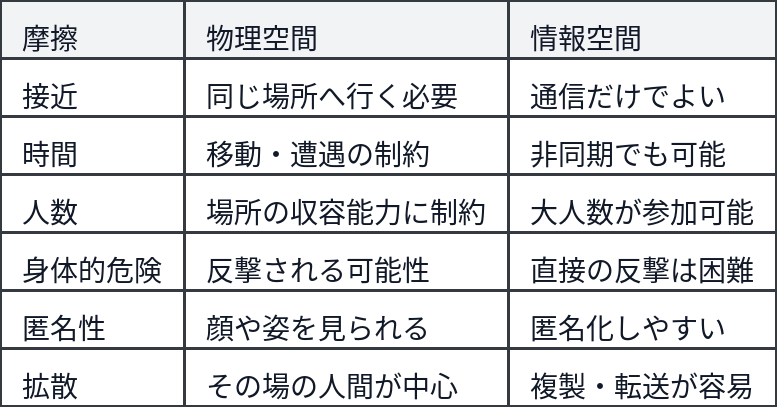 摩擦 物理空間 情報空間
接近 同じ場所へ行く必要 通信だけでよい
時間 移動・遭遇の制約 非同期でも可能
人数 場所の収容能力に制約 大人数が参加可能
身体的危険 反撃される可能性 直接の反撃は困難
匿名性 顔や姿を見られる 匿名化しやすい
拡散 その場の人間が中心 複製・転送が容易